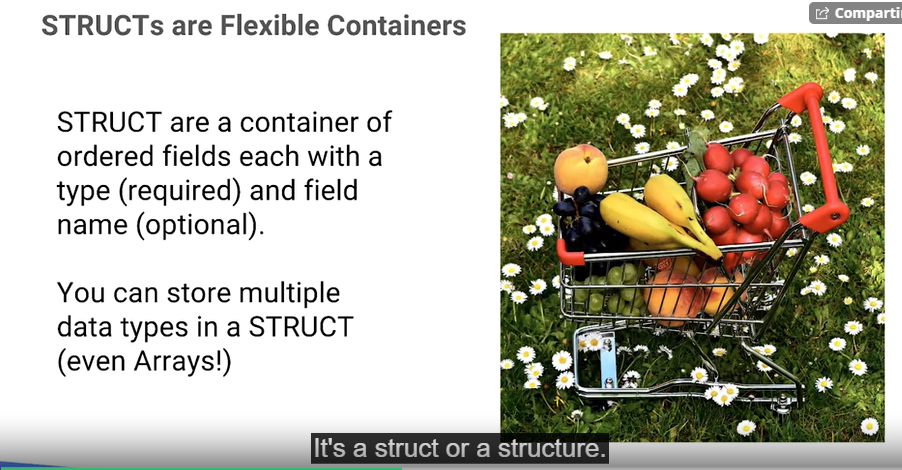 STRUCTs are Flexible Containers
Comparti
STRUCT are a container of
ordered fields each with a
type (required) and field
name (optional).
You can store multiple
data types in a STRUCT
(even Arrays!)
It's a struct or a structure.